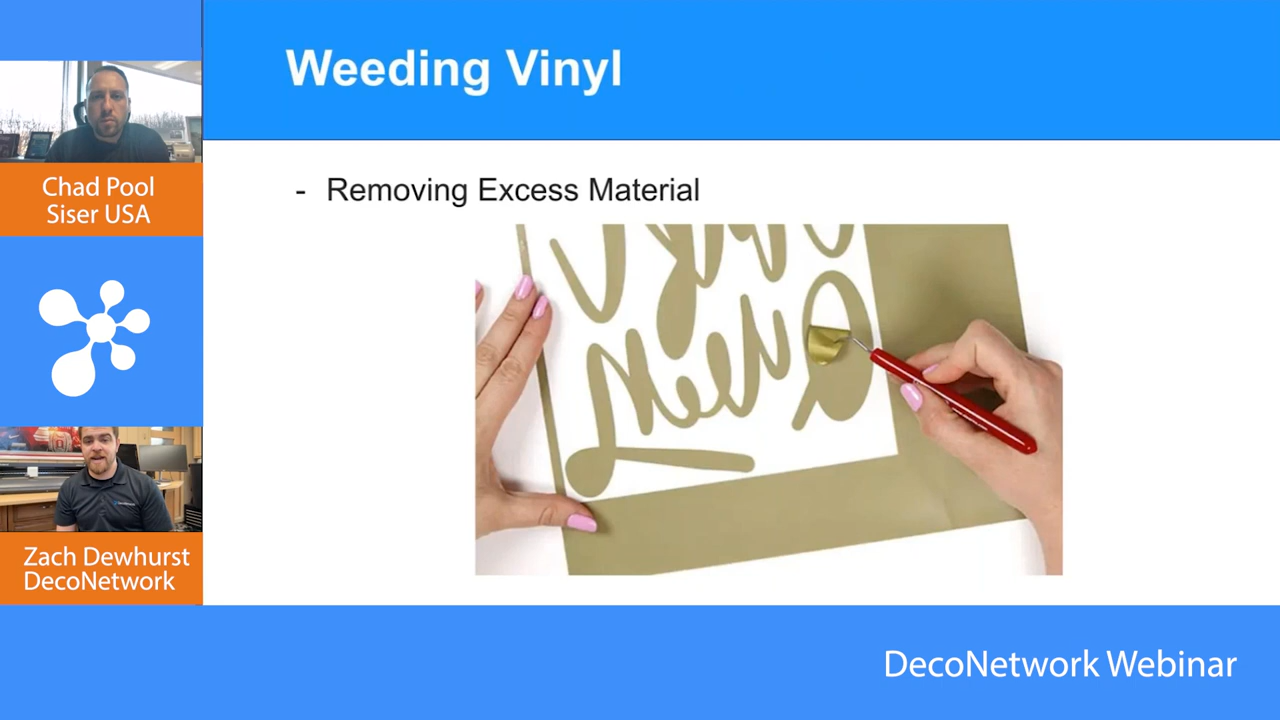 Weeding Vinyl
- Removing Excess Material
Chad Pool
Siser USA
Zach Dewhurst
DecoNetwork
DecoNetwork Webinar